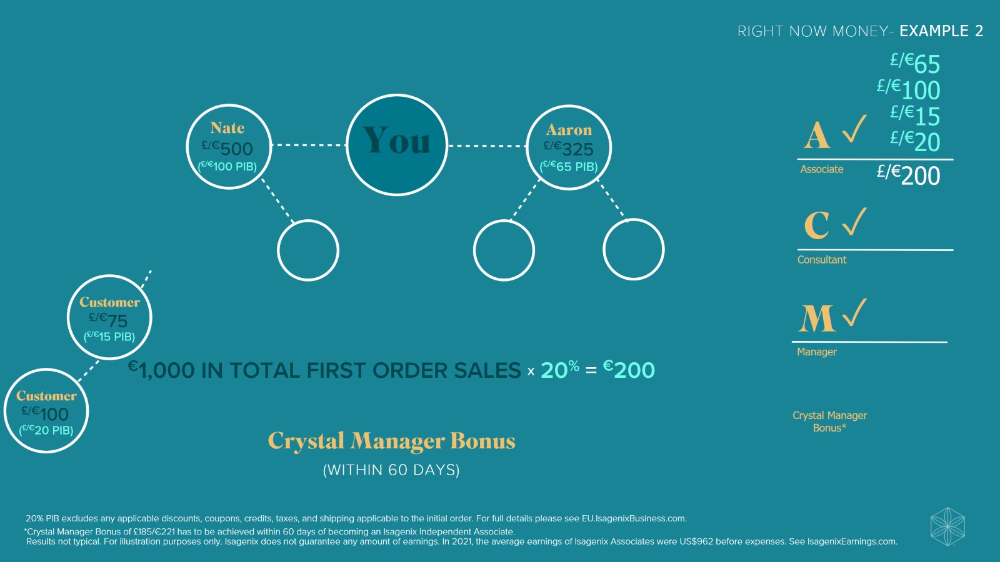 RIGHT NOW MONEY- EXAMPLE 2
£/€65
£/€100
£/€15
£/€20
£/€200
A ✓
Associate
C ✓
Consultant
M ✓
Manager
Crystal Manager
Bonus*
Nate
£/€500
(£/€100 PIB)
You
Aaron
£/€325
(£/€65 PIB)
Customer
£/€75
(£/€15 PIB)
Customer
£/€100
(£/€20 PIB)
€1,000 IN TOTAL FIRST ORDER SALES x 20% = €200
Crystal Manager Bonus
(WITHIN 60 DAYS)
20% PIB excludes any applicable discounts, coupons, credits, taxes, and shipping applicable to the initial order. For full details please see EU.IsagenixBusiness.com.
*Crystal Manager Bonus of £185/€221 has to be achieved within 60 days of becoming an Isagenix Independent Associate.
Results not typical. For illustration purposes only. Isagenix does not guarantee any amount of earnings. In 2021, the average earnings of Isagenix Associates were US$962 before expenses. See IsagenixEarnings.com.